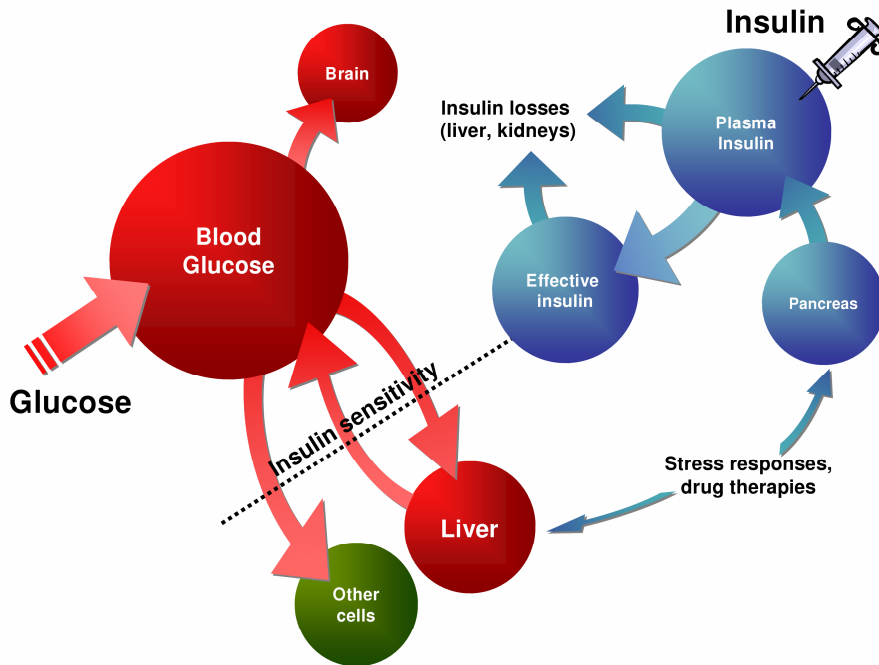 Insulin
Brain
Insulin losses
(liver, kidneys)
Plasma
Insulin
Blood
Glucose
Effective
insulin
Pancreas
Glucose
Insulin sensitivity
Stress responses,
drug therapies
Liver
Other
cells